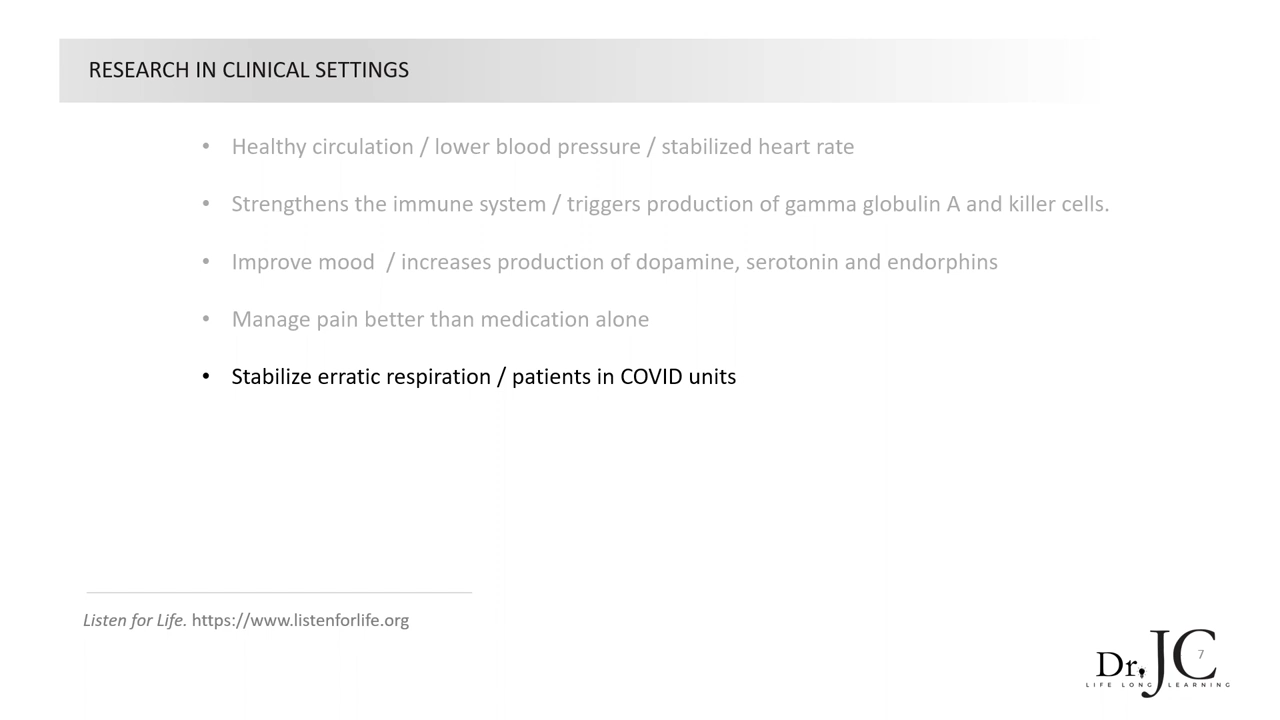 RESEARCH IN CLINICAL SETTINGS
• Healthy circulation / lower blood pressure / stabilized heart rate
• Strengthens the immune system / triggers production of gamma globulin A and killer cells.
• Improve mood  / increases production of dopamine, serotonin and endorphins
• Manage pain better than medication alone
• Stabilize erratic respiration / patients in COVID units
Listen for Life. https://www.listenforlife.org
Dr. JC
7
LIFE LONG LEARNING